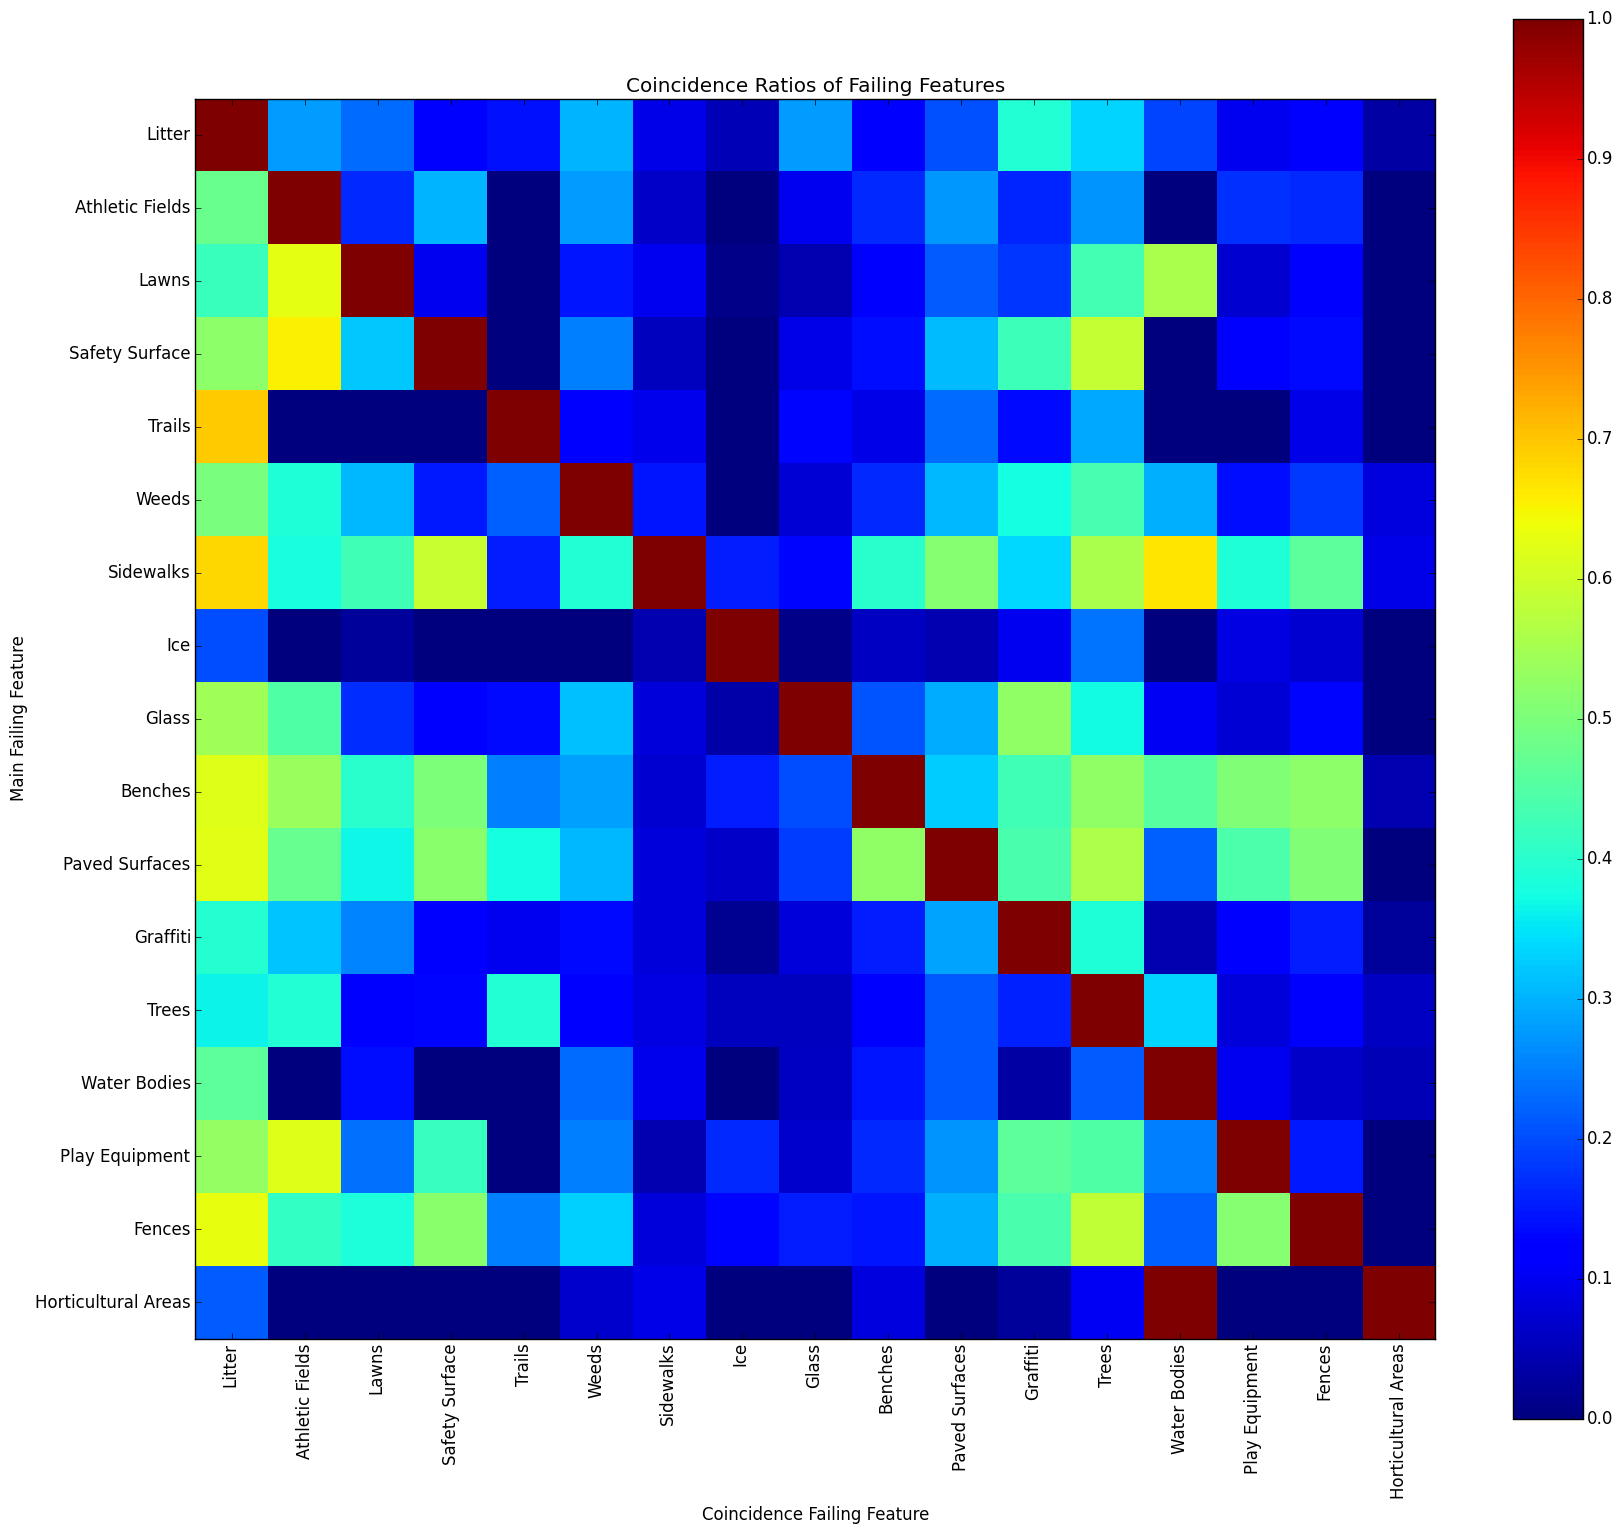 Coincidence Ratios of Failing Features
Main Failing Feature
Litter
Athletic Fields
Lawns
Safety Surface
Trails
Weeds
Sidewalks
Ice
Glass
Benches
Paved Surfaces
Graffiti
Trees
Water Bodies
Play Equipment
Fences
Horticultural Areas
Litter
Athletic Fields
Lawns
Safety Surface
Trails
Weeds
Sidewalks
Ice
Glass
Benches
Paved Surfaces
Graffiti
Trees
Water Bodies
Play Equipment
Fences
Horticultural Areas
Coincidence Failing Feature
1.0
0.9
0.8
0.7
0.6
0.5
0.4
0.3
0.2
0.1
0.0